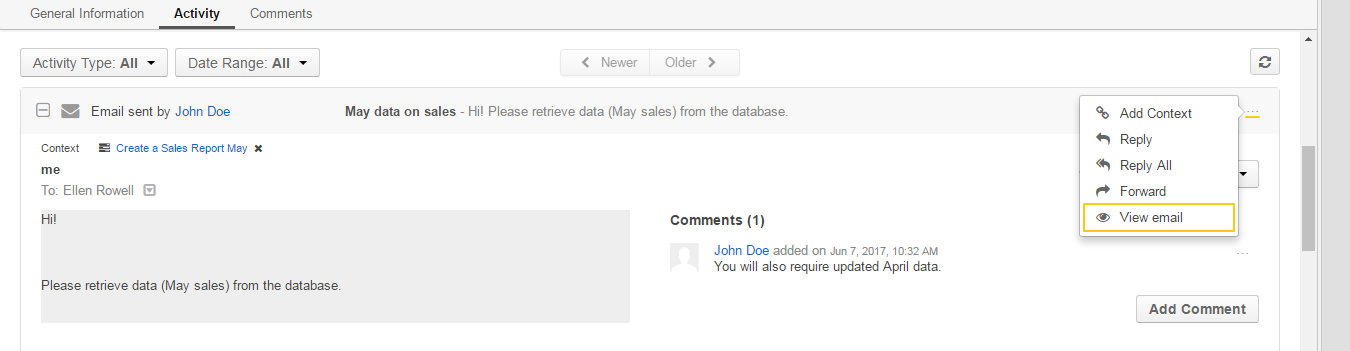 General Information Activity Comments
Activity Type: All Date Range: All Newer Older
Email sent by John Doe May data on sales - Hi! Please retrieve data (May sales) from the database. ...
Add Context
Reply
Reply All
Forward
View email
Context Create a Sales Report May
me
To: Ellen Rowell
Hi!
Please retrieve data (May sales) from the database.
Comments (1)
John Doe added on Jun 7, 2017, 10:32 AM ...
You will also require updated April data.
Add Comment